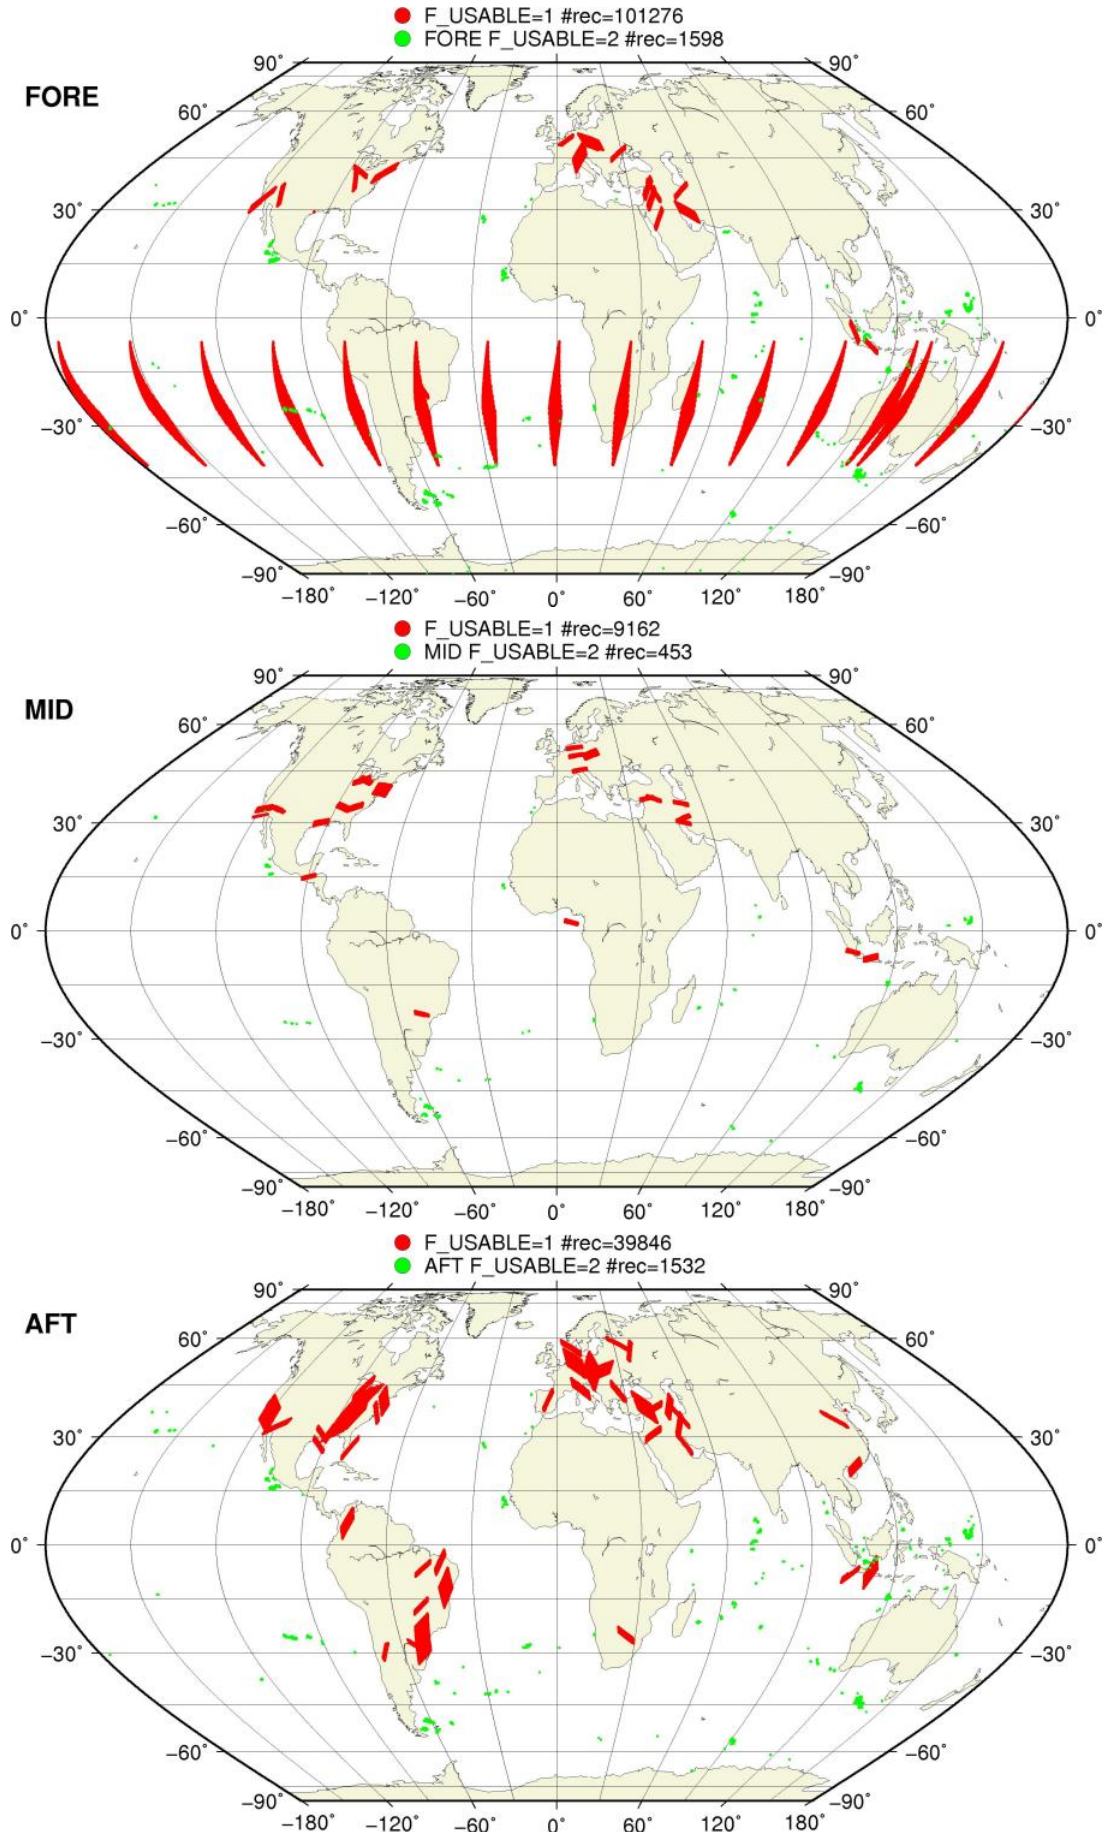 F_USABLE=1 #rec=101276
FORE F_USABLE=2 #rec=1598
FORE
90° 90°
60° 60°
30° 30°
0° 0°
−30° −30°
−60° −60°
−90° −90°
−180° −120° −60° 0° 60° 120° 180°
F_USABLE=1 #rec=9162
MID F_USABLE=2 #rec=453
MID
90° 90°
60° 60°
30° 30°
0° 0°
−30° −30°
−60° −60°
−90° −90°
−180° −120° −60° 0° 60° 120° 180°
F_USABLE=1 #rec=39846
AFT F_USABLE=2 #rec=1532
AFT
90° 90°
60° 60°
30° 30°
0° 0°
−30° −30°
−60° −60°
−90° −90°
−180° −120° −60° 0° 60° 120° 180°